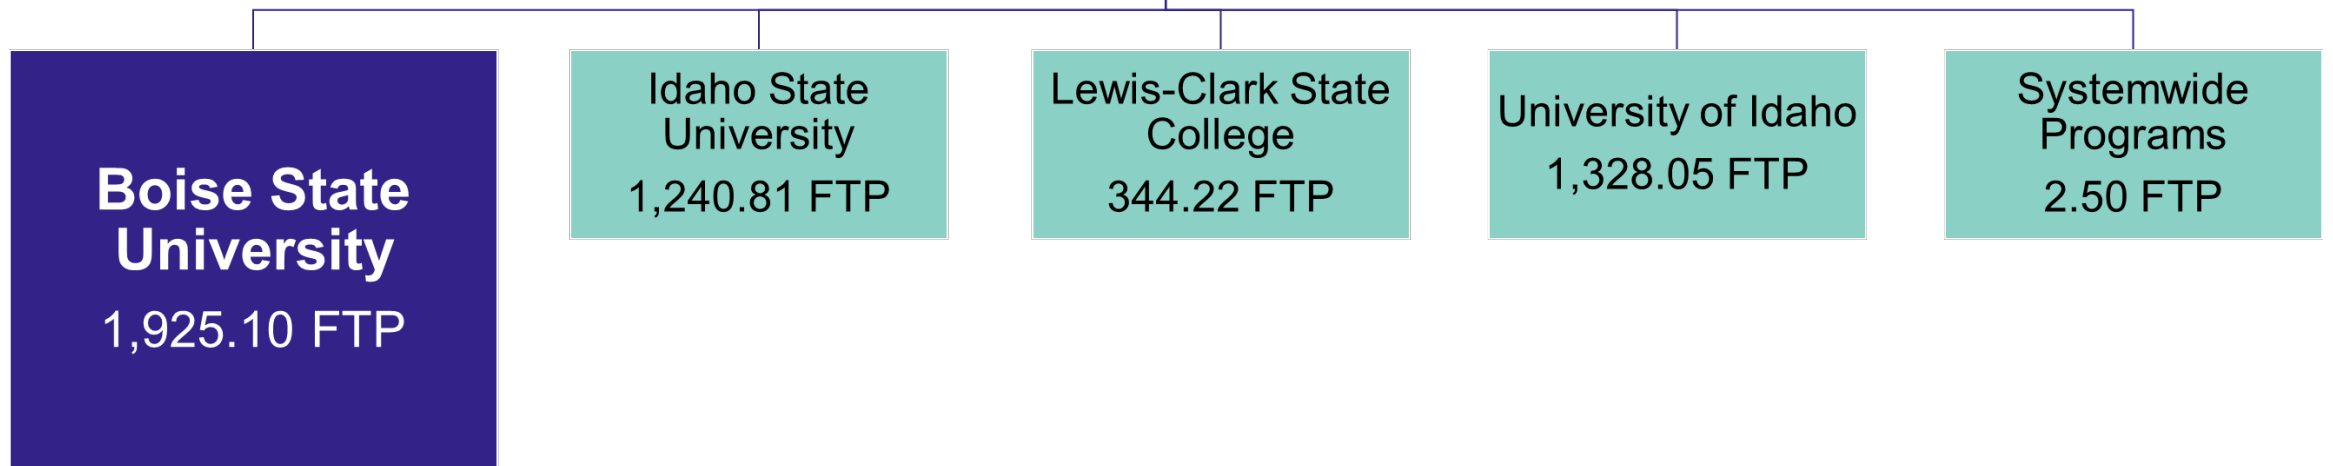 Boise State
University
1,925.10 FTP
Idaho State
University
1,240.81 FTP
Lewis-Clark State
College
344.22 FTP
University of Idaho
1,328.05 FTP
Systemwide
Programs
2.50 FTP